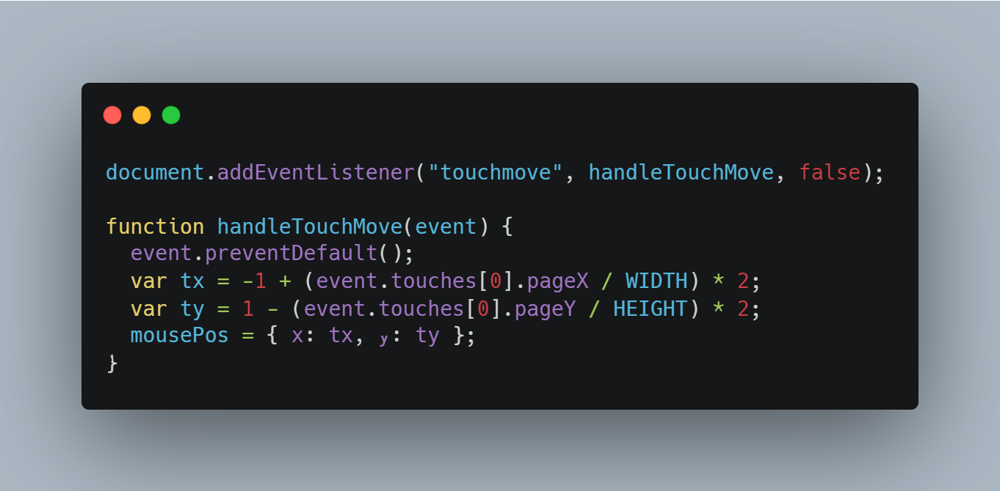 document.addEventListener("touchmove", handleTouchMove, false);
function handleTouchMove(event) {
event.preventDefault();
var tx = -1 + (event.touches[0].pageX / WIDTH) * 2;
var ty = 1 - (event.touches[0].pageY / HEIGHT) * 2;
mousePos = { x: tx, y: ty };
}